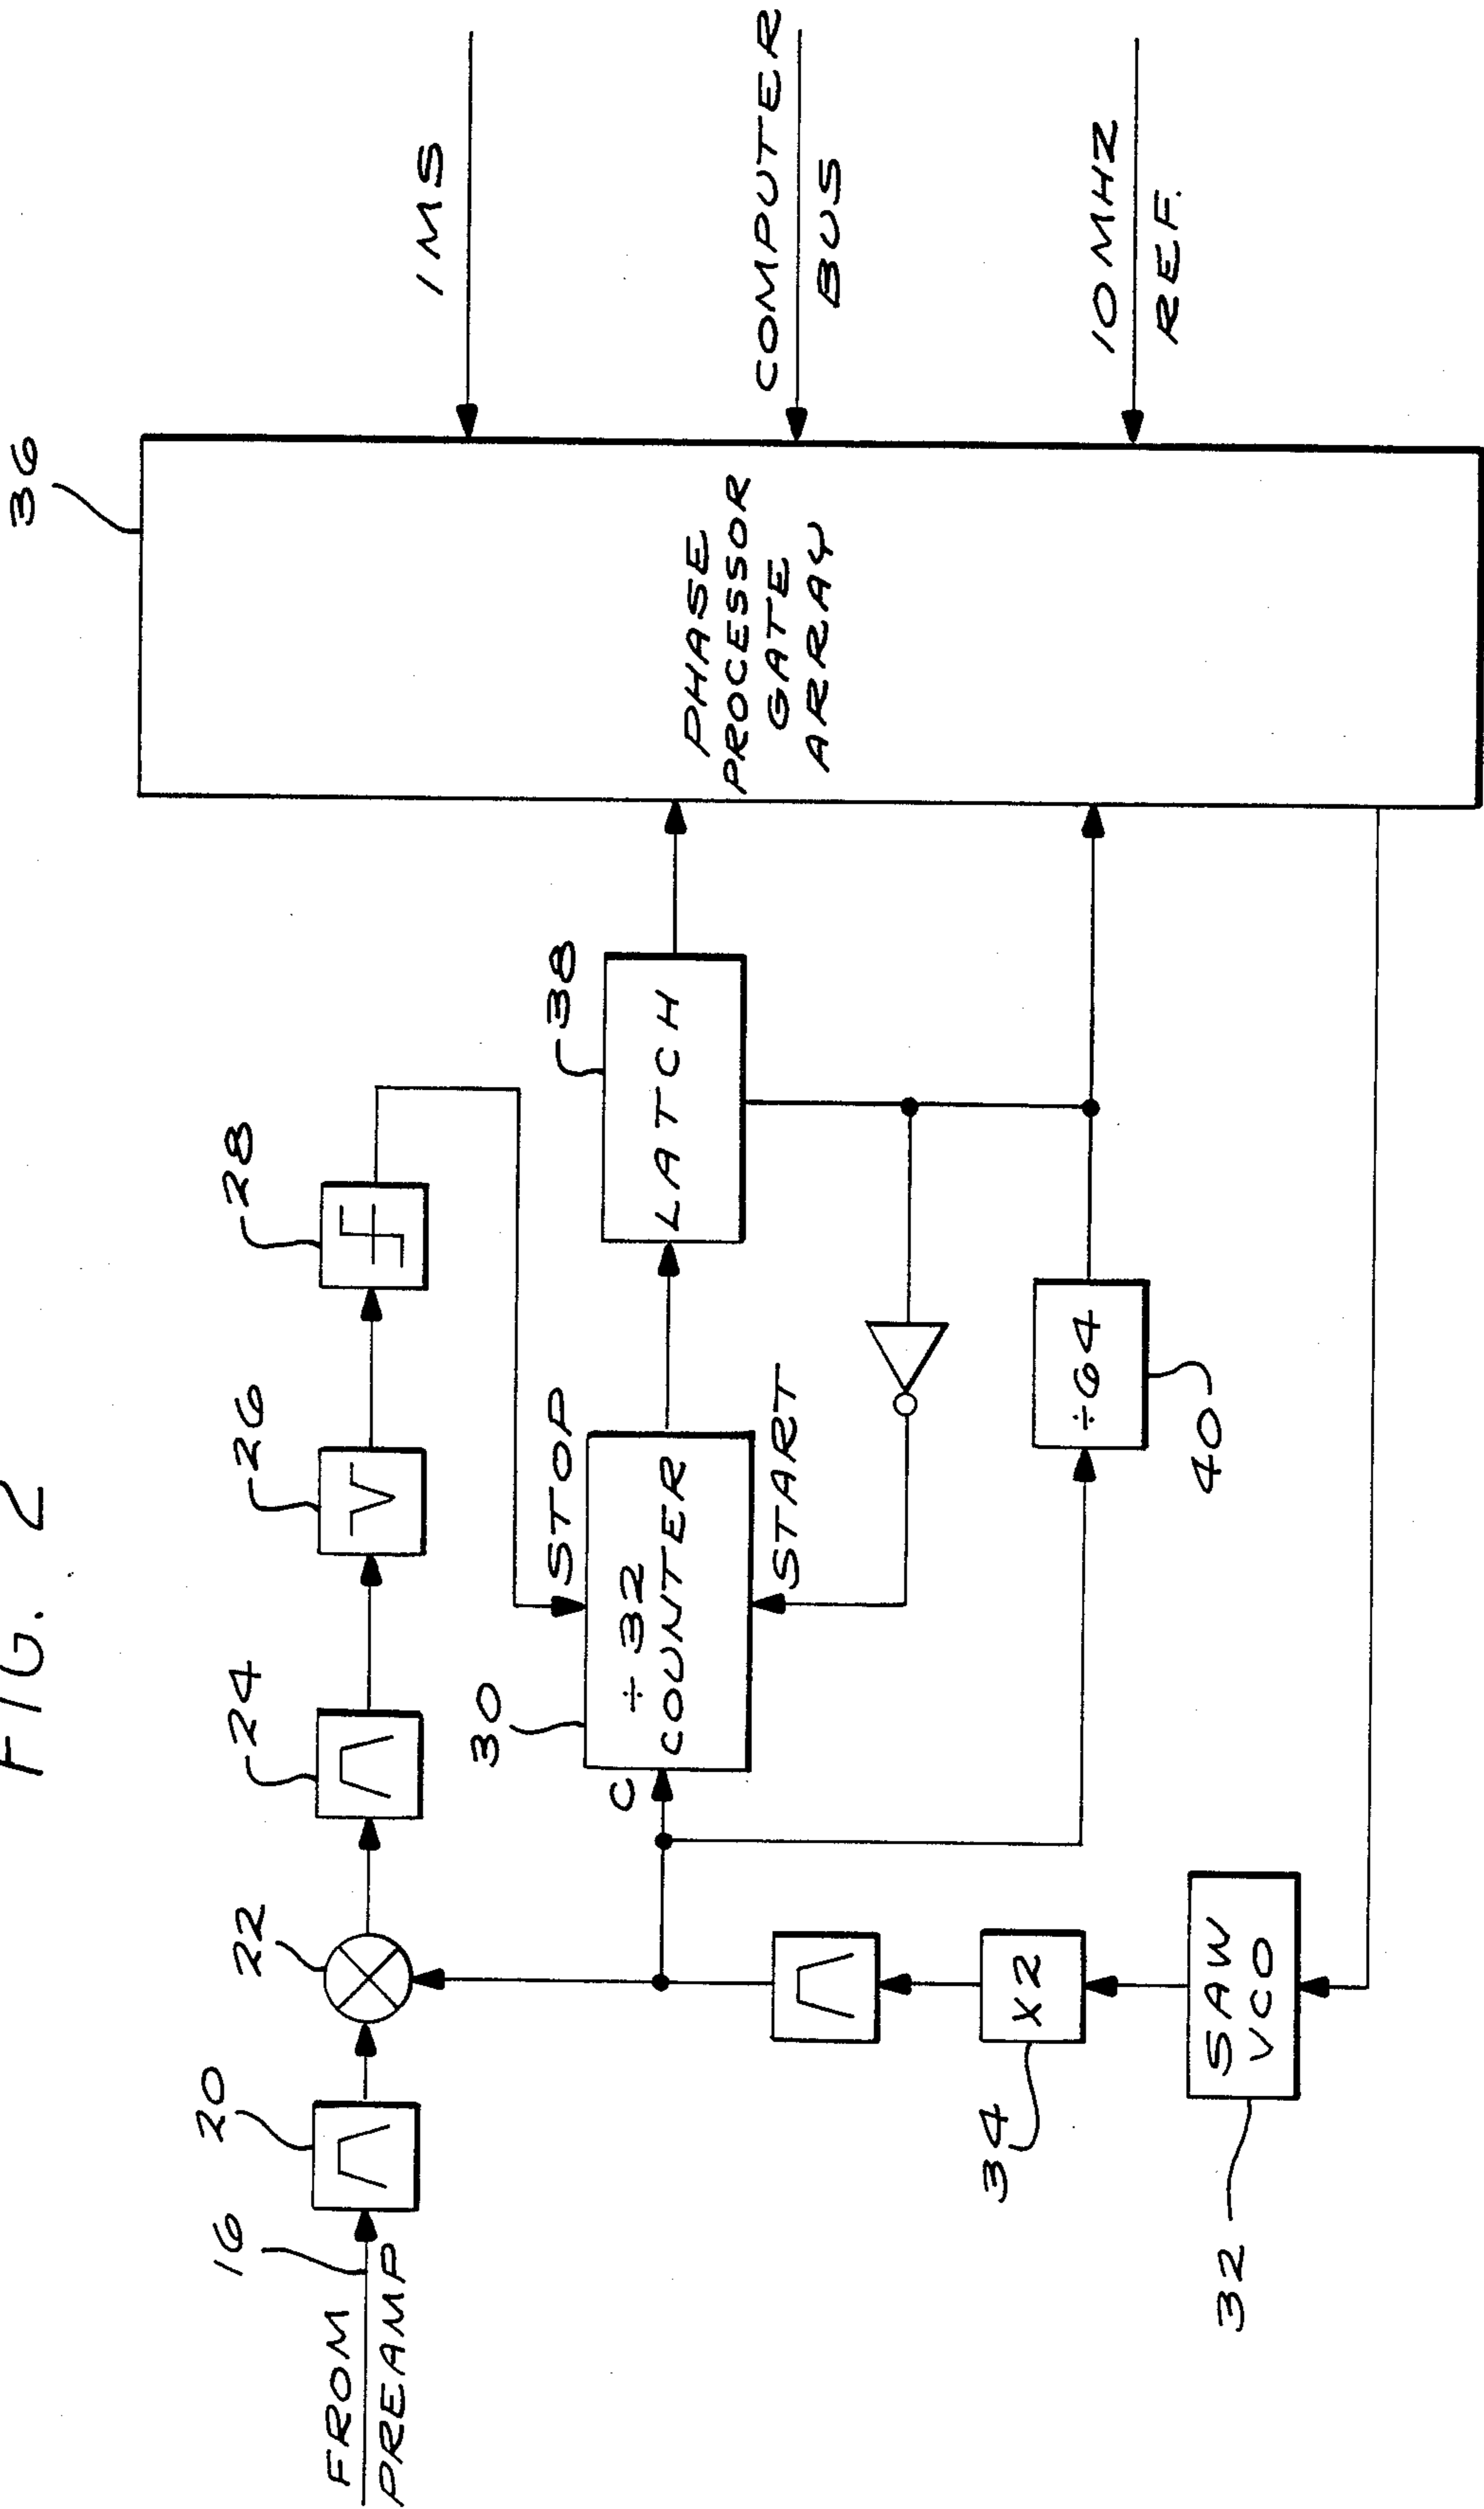 FIG. 2
FROM
PREAMP
16
20
22
24
26
28
36
1MS
COMPUTER
BUS
10MHZ
REF.
PHASE
PROCESSOR
GATE
ARRAY
38
LATCH
STOP
30
÷32
COUNTER
C
START
÷64
40
X2
34
SAW
VCO
32